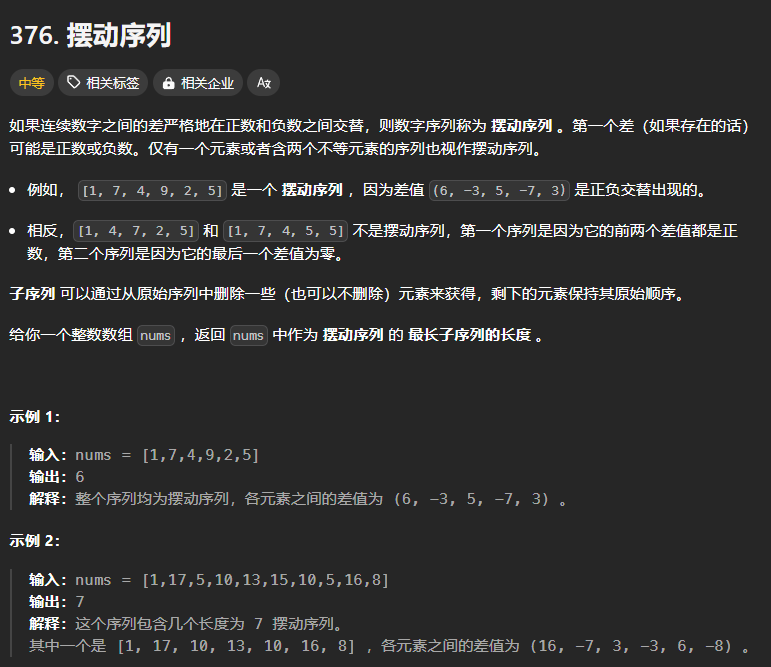 376. 摆动序列
中等 相关标签 相关企业 Aあ
如果连续数字之间的差严格地在正数和负数之间交替，则数字序列称为 摆动序列 。第一个差（如果存在的话）
可能是正数或负数。仅有一个元素或者含两个不等元素的序列也视作摆动序列。
例如， [1, 7, 4, 9, 2, 5] 是一个 摆动序列 ，因为差值 (6, -3, 5, -7, 3) 是正负交替出现的。
相反，[1, 4, 7, 2, 5] 和 [1, 7, 4, 5, 5] 不是摆动序列，第一个序列是因为它的前两个差值都是正
数，第二个序列是因为它的最后一个差值为零。
子序列 可以通过从原始序列中删除一些（也可以不删除）元素来获得，剩下的元素保持其原始顺序。
给你一个整数数组 nums ，返回 nums 中作为 摆动序列 的 最长子序列的长度 。
示例 1：
输入：nums = [1,7,4,9,2,5]
输出：6
解释：整个序列均为摆动序列，各元素之间的差值为 (6, -3, 5, -7, 3) 。
示例 2：
输入：nums = [1,17,5,10,13,15,10,5,16,8]
输出：7
解释：这个序列包含几个长度为 7 摆动序列。
其中一个是 [1, 17, 10, 13, 10, 16, 8] ，各元素之间的差值为 (16, -7, 3, -3, 6, -8) 。